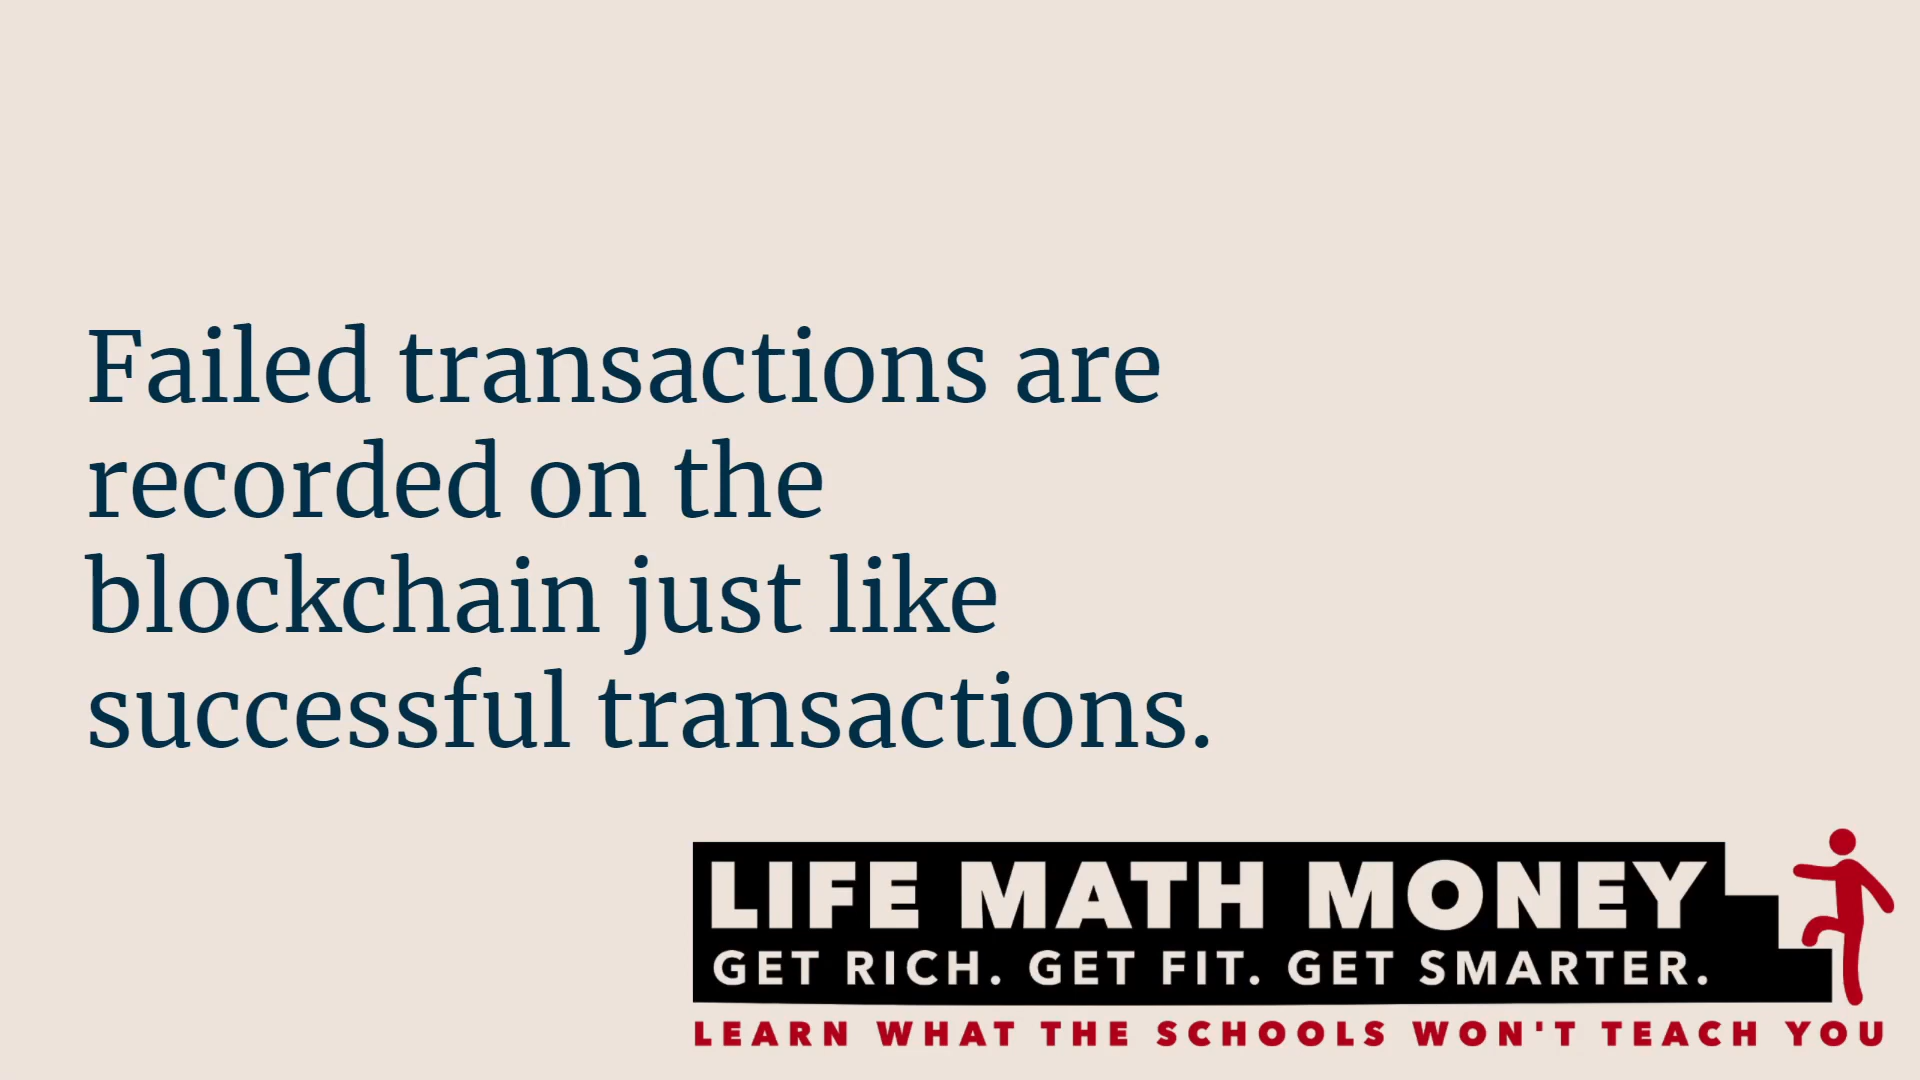 Failed transactions are
recorded on the
blockchain just like
successful transactions.
LIFE MATH MONEY
GET RICH. GET FIT. GET SMARTER.
LEARN WHAT THE SCHOOLS WON'T TEACH YOU